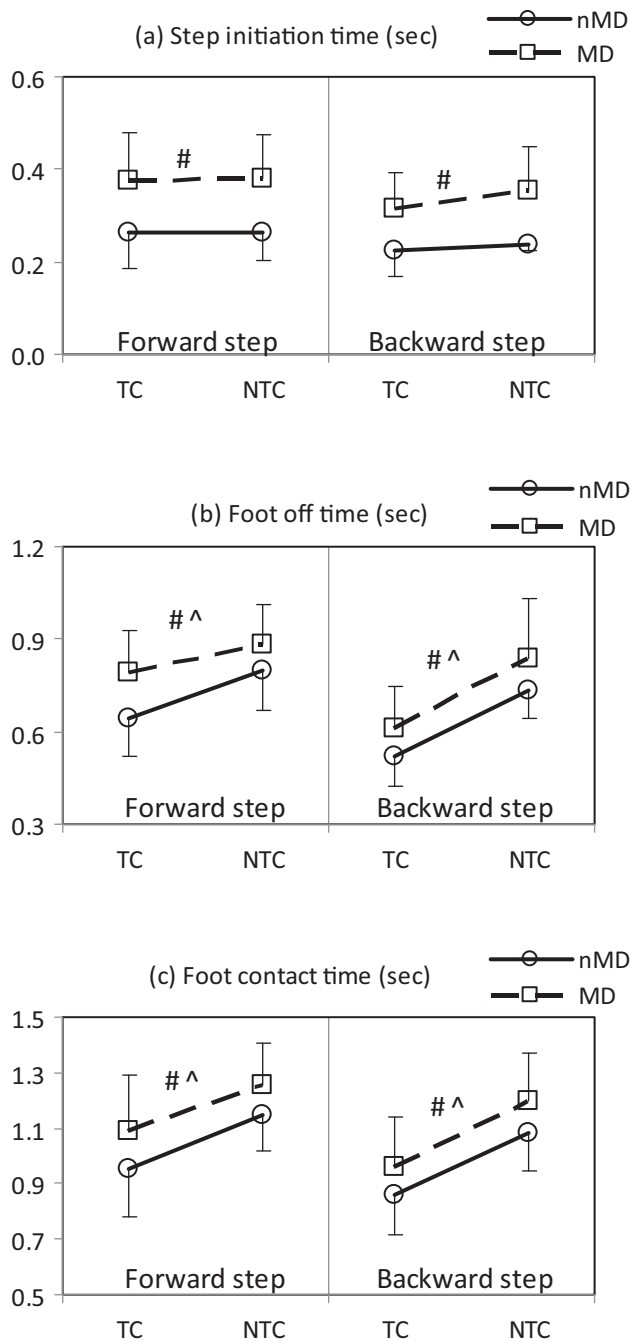 (a) Step initiation time (sec)
nMD
MD
0.6
0.4
0.2
0.0
#
#
Forward step
Backward step
TC
NTC
TC
NTC
(b) Foot off time (sec)
nMD
MD
1.2
0.9
0.6
0.3
# ^
# ^
Forward step
Backward step
TC
NTC
TC
NTC
(c) Foot contact time (sec)
nMD
MD
1.5
1.3
1.1
0.9
0.7
0.5
# ^
# ^
Forward step
Backward step
TC
NTC
TC
NTC